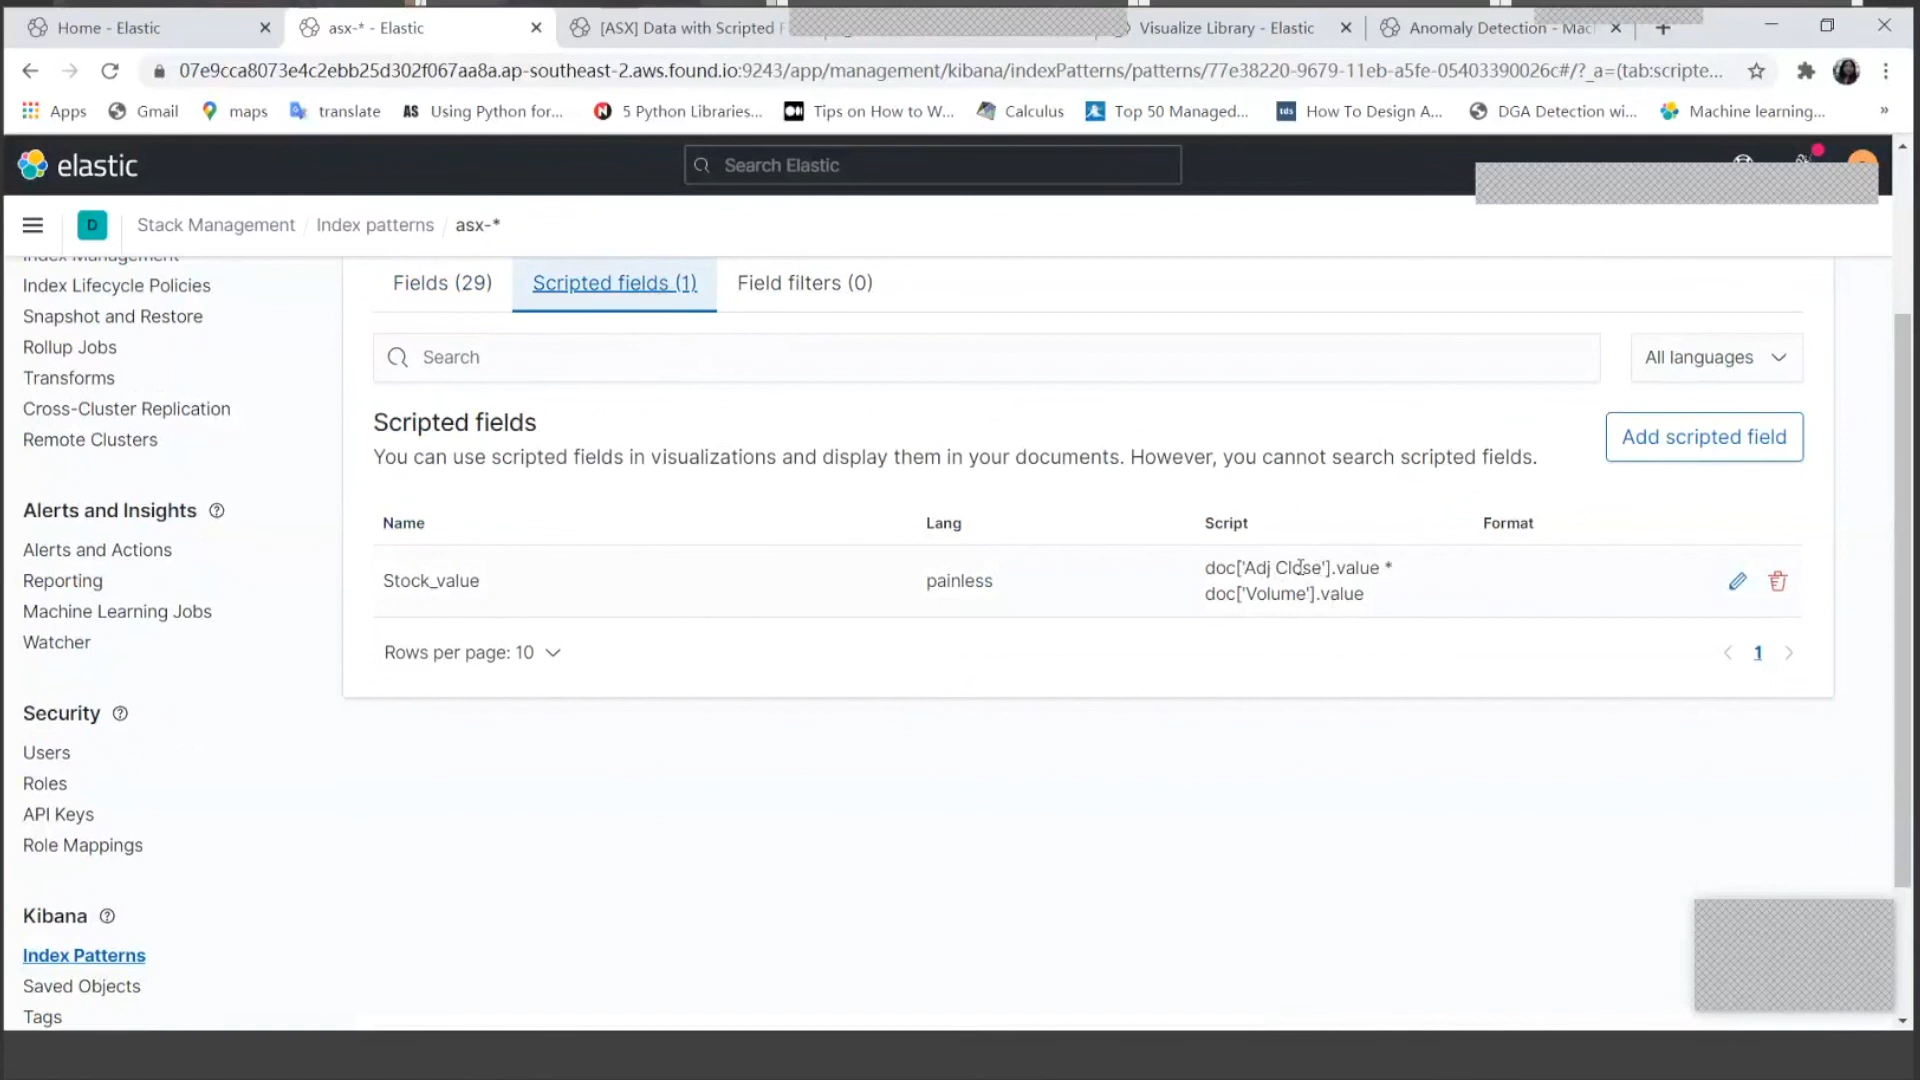 Home - Elastic
asx-* - Elastic
[ASX] Data with Scripted
Visualize Library - Elastic
Anomaly Detection - Mac
07e9cca8073e4c2ebb25d302f067aa8a.ap-southeast-2.aws.found.io:9243/app/management/kibana/indexPatterns/patterns/77e38220-9679-11eb-a5fe-05403390026c#/?_a=(tab:scripte...
Apps
Gmail
maps
translate
AS Using Python for...
5 Python Libraries...
Tips on How to W...
Calculus
Top 50 Managed...
tds How To Design A...
DGA Detection wi...
Machine learning...
»
elastic
Search Elastic
D
Stack Management / Index patterns / asx-*
Index Management
Index Lifecycle Policies
Snapshot and Restore
Rollup Jobs
Transforms
Cross-Cluster Replication
Remote Clusters
Alerts and Insights
Alerts and Actions
Reporting
Machine Learning Jobs
Watcher
Security
Users
Roles
API Keys
Role Mappings
Kibana
Index Patterns
Saved Objects
Tags
Fields (29)
Scripted fields (1)
Field filters (0)
Search
All languages
Scripted fields
You can use scripted fields in visualizations and display them in your documents. However, you cannot search scripted fields.
Add scripted field
Name
Lang
Script
Format
Stock_value
painless
doc['Adj Close'].value *
doc['Volume'].value
Rows per page: 10
1